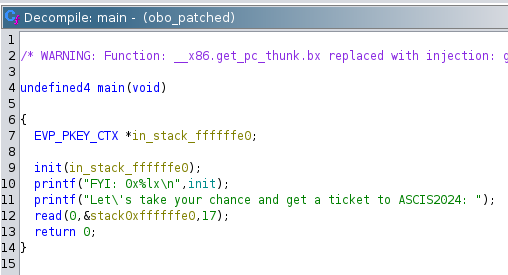 Decompile: main - (obo_patched)
1
2 /* WARNING: Function: __x86.get_pc_thunk.bx replaced with injection: g
3
4 undefined4 main(void)
5
6 {
7 EVP_PKEY_CTX *in_stack_ffffffe0;
8
9 init(in_stack_ffffffe0);
10 printf("FYI: 0x%lx\n",init);
11 printf("Let\'s take your chance and get a ticket to ASCIS2024: ");
12 read(0,&stack0xffffffe0,17);
13 return 0;
14 }
15